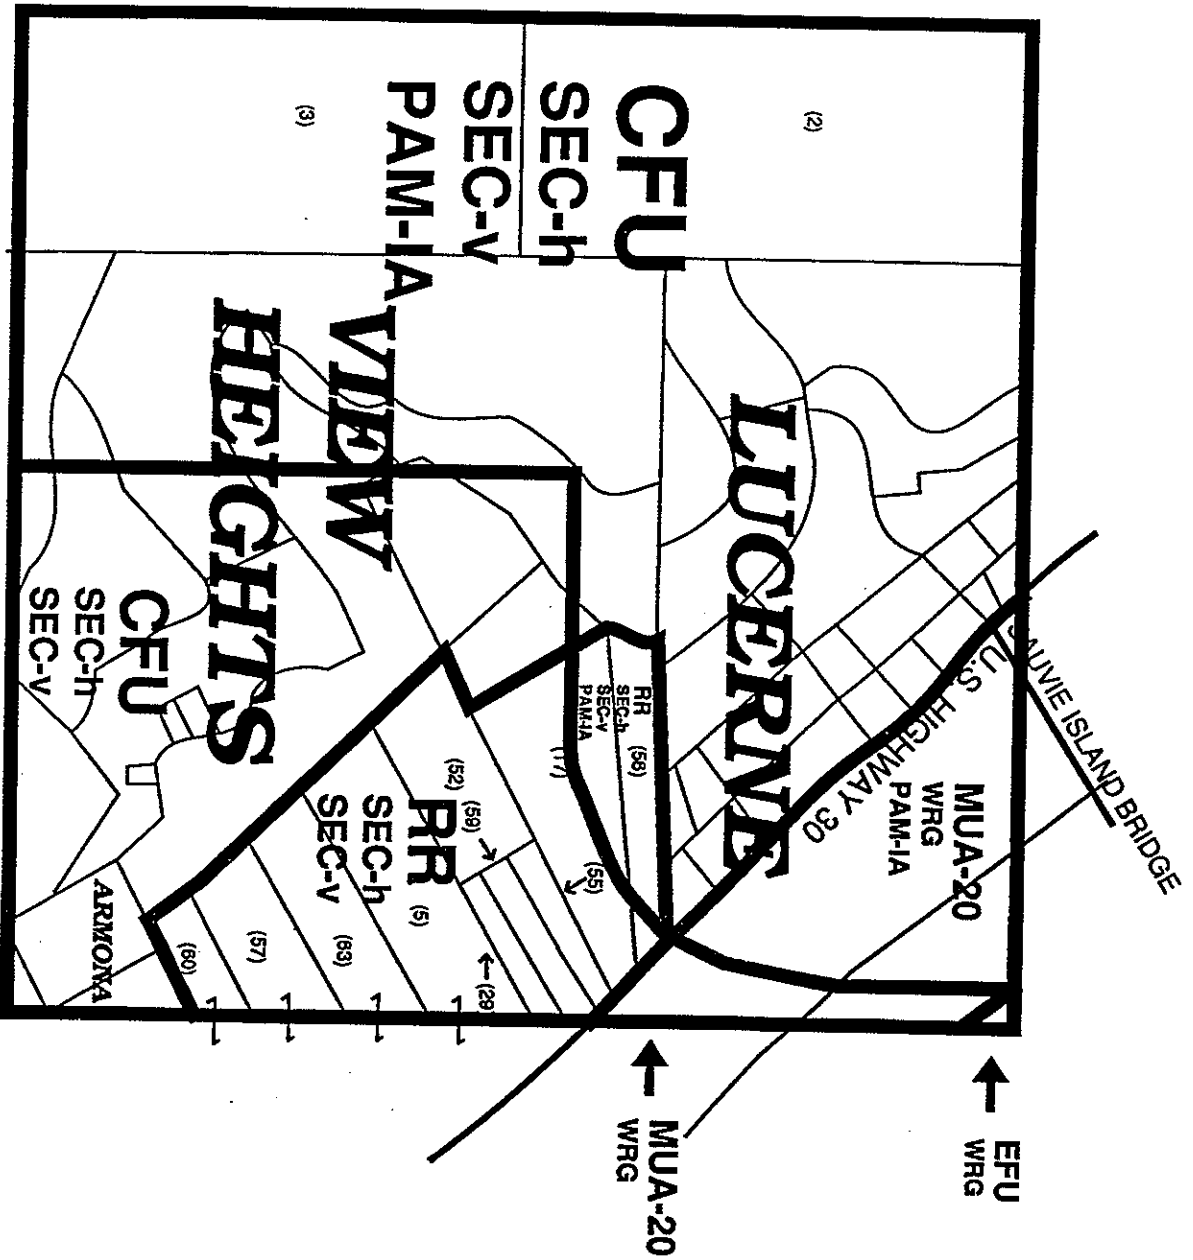 (2)
(3)
CFU
SEC-h
SEC-v
PAM-IA
LUCERNE
VIEW
HEIGHTS
CFU
SEC-h
SEC-v
RR
SEC-h
SEC-v
PAM-IA
(58)
(17)
(55)
RR
SEC-h
SEC-v
(52)
(59)
(5)
(29)
(63)
(57)
(60)
ARMONA
U.S. HIGHWAY 30
SAUVIE ISLAND BRIDGE
MUA-20
WRG
PAM-IA
MUA-20
WRG
EFU
WRG